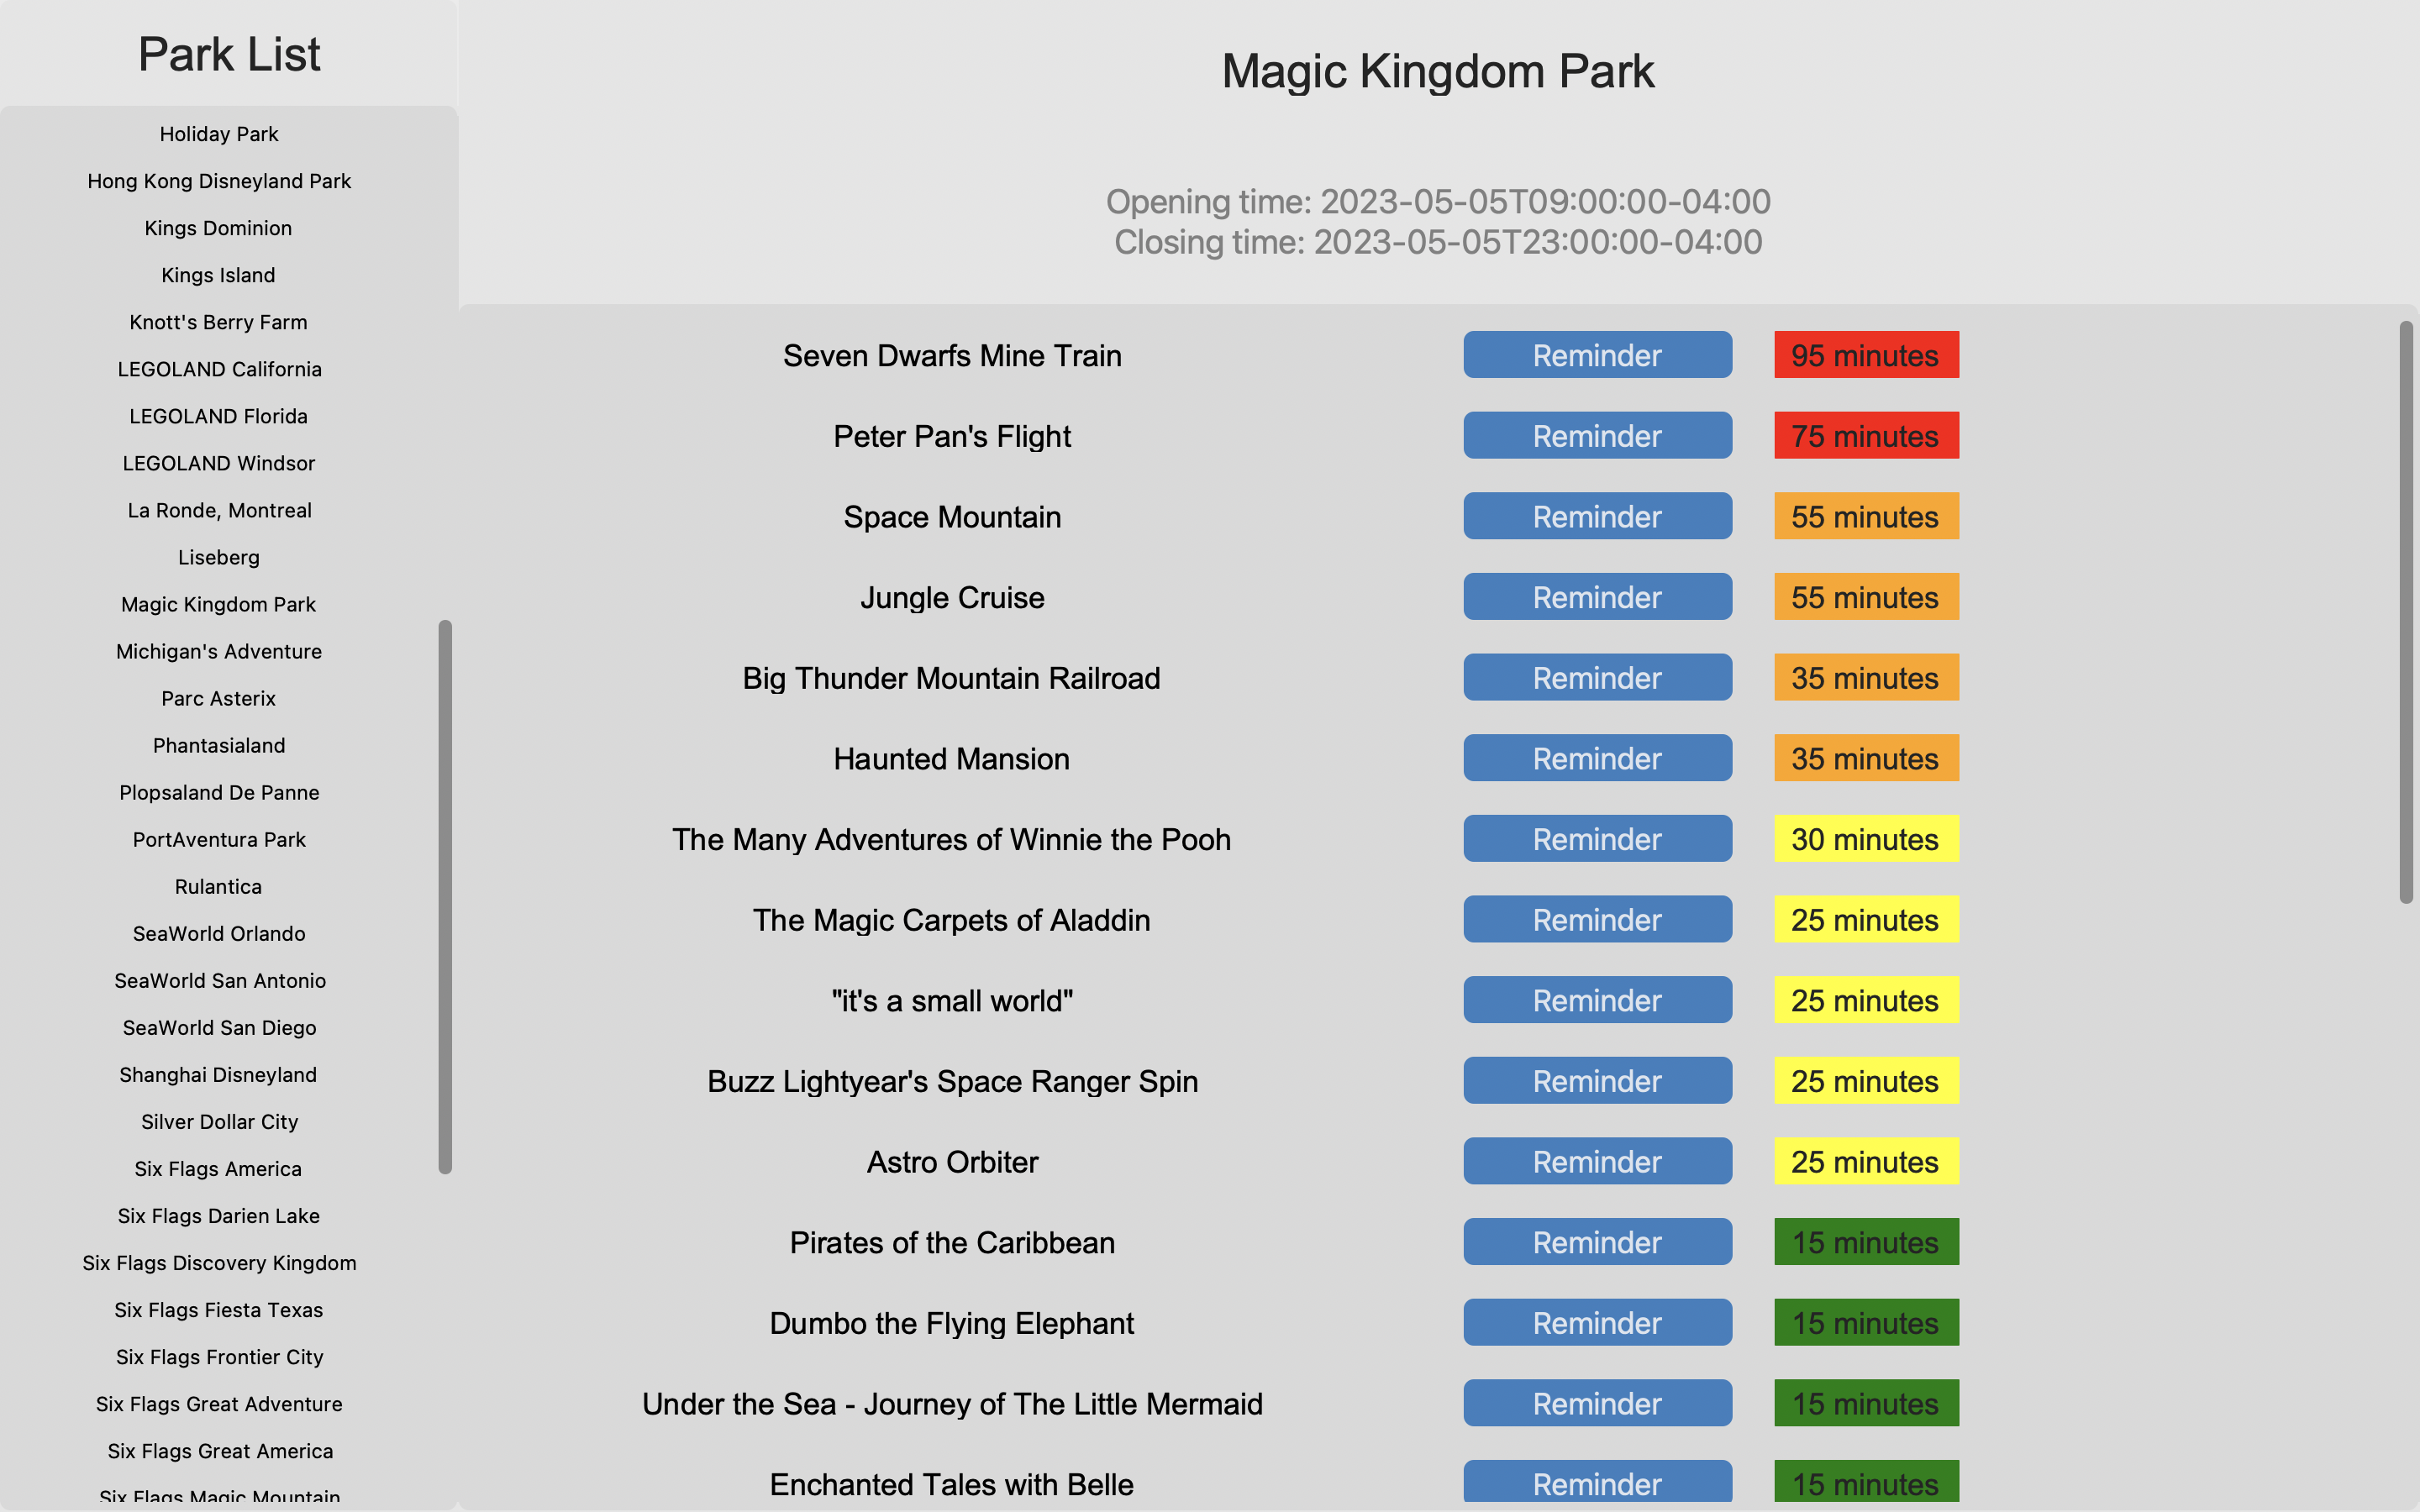 Park List
Holiday Park
Hong Kong Disneyland Park
Kings Dominion
Kings Island
Knott's Berry Farm
LEGOLAND California
LEGOLAND Florida
LEGOLAND Windsor
La Ronde, Montreal
Liseberg
Magic Kingdom Park
Michigan's Adventure
Parc Asterix
Phantasialand
Plopsaland De Panne
PortAventura Park
Rulantica
SeaWorld Orlando
SeaWorld San Antonio
SeaWorld San Diego
Shanghai Disneyland
Silver Dollar City
Six Flags America
Six Flags Darien Lake
Six Flags Discovery Kingdom
Six Flags Fiesta Texas
Six Flags Frontier City
Six Flags Great Adventure
Six Flags Great America
Six Flags Magic Mountain
Magic Kingdom Park
Opening time: 2023-05-05T09:00:00-04:00
Closing time: 2023-05-05T23:00:00-04:00
Seven Dwarfs Mine Train Reminder 95 minutes
Peter Pan's Flight Reminder 75 minutes
Space Mountain Reminder 55 minutes
Jungle Cruise Reminder 55 minutes
Big Thunder Mountain Railroad Reminder 35 minutes
Haunted Mansion Reminder 35 minutes
The Many Adventures of Winnie the Pooh Reminder 30 minutes
The Magic Carpets of Aladdin Reminder 25 minutes
"it's a small world" Reminder 25 minutes
Buzz Lightyear's Space Ranger Spin Reminder 25 minutes
Astro Orbiter Reminder 25 minutes
Pirates of the Caribbean Reminder 15 minutes
Dumbo the Flying Elephant Reminder 15 minutes
Under the Sea - Journey of The Little Mermaid Reminder 15 minutes
Enchanted Tales with Belle Reminder 15 minutes